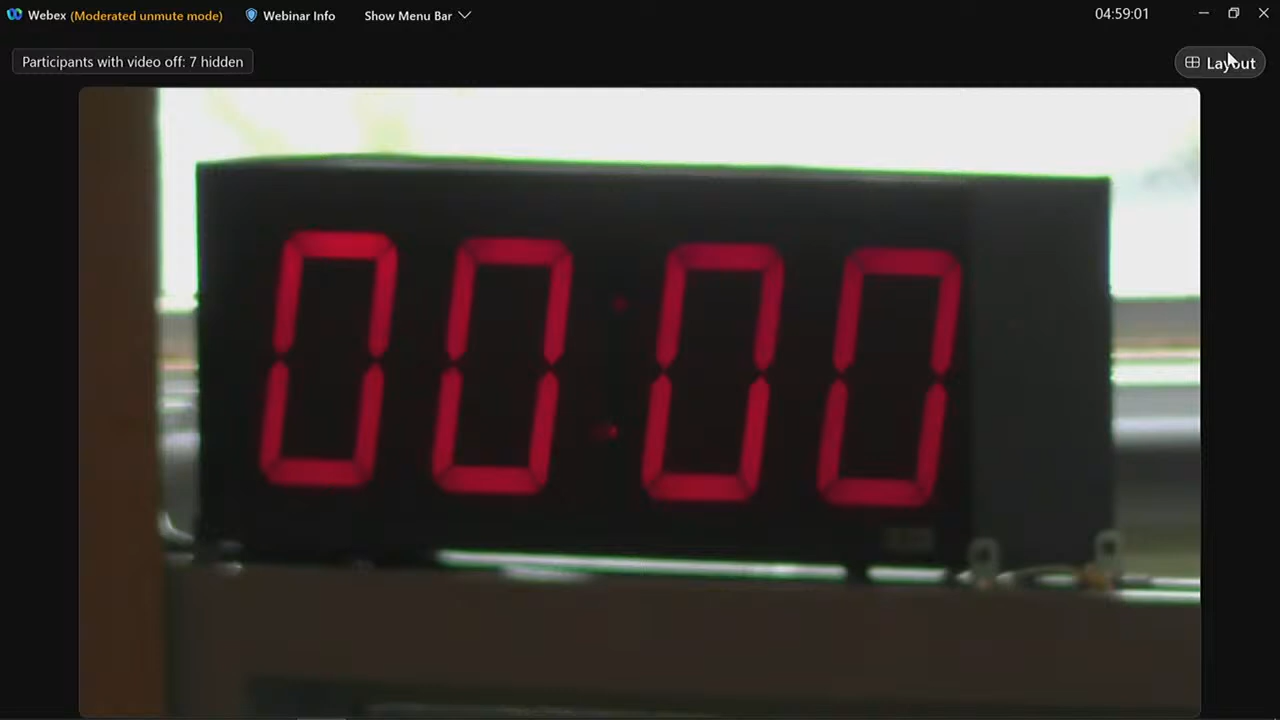 Webex (Moderated unmute mode) Webinar Info Show Menu Bar 04:59:01
Participants with video off: 7 hidden
Layout
00:00